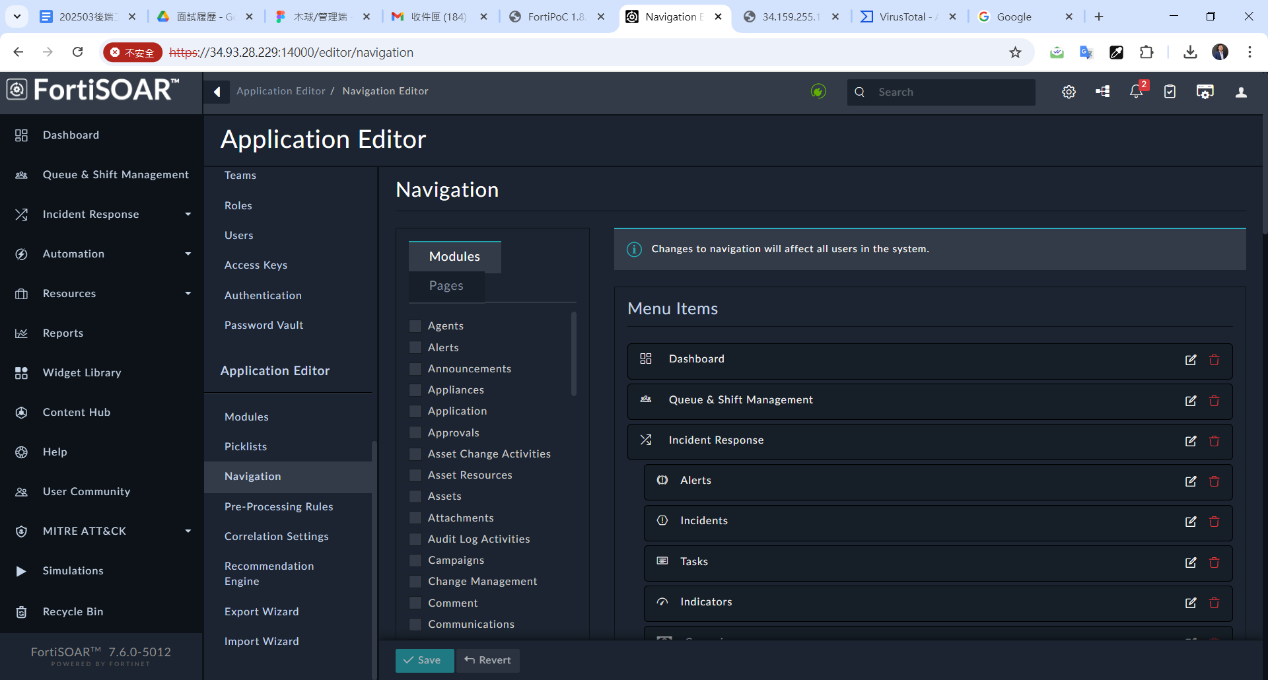 202503後端工
面試履歷 - Go
木球/管理端 -
收件匣 (184)
FortiPoC 1.8.
Navigation E
34.159.255.1
VirusTotal - A
Google
不安全
https://34.93.28.229:14000/editor/navigation
FortiSOAR™
Application Editor / Navigation Editor
Search
2
Dashboard
Queue & Shift Management
Incident Response
Automation
Resources
Reports
Widget Library
Content Hub
Help
User Community
MITRE ATT&CK
Simulations
Recycle Bin
FortiSOAR™ 7.6.0-5012
POWERED BY FORTINET
Application Editor
Teams
Roles
Users
Access Keys
Authentication
Password Vault
Application Editor
Modules
Picklists
Navigation
Pre-Processing Rules
Correlation Settings
Recommendation
Engine
Export Wizard
Import Wizard
Navigation
Modules
Pages
Agents
Alerts
Announcements
Appliances
Application
Approvals
Asset Change Activities
Asset Resources
Assets
Attachments
Audit Log Activities
Campaigns
Change Management
Comment
Communications
Changes to navigation will affect all users in the system.
Menu Items
Dashboard
Queue & Shift Management
Incident Response
Alerts
Incidents
Tasks
Indicators
Save
Revert